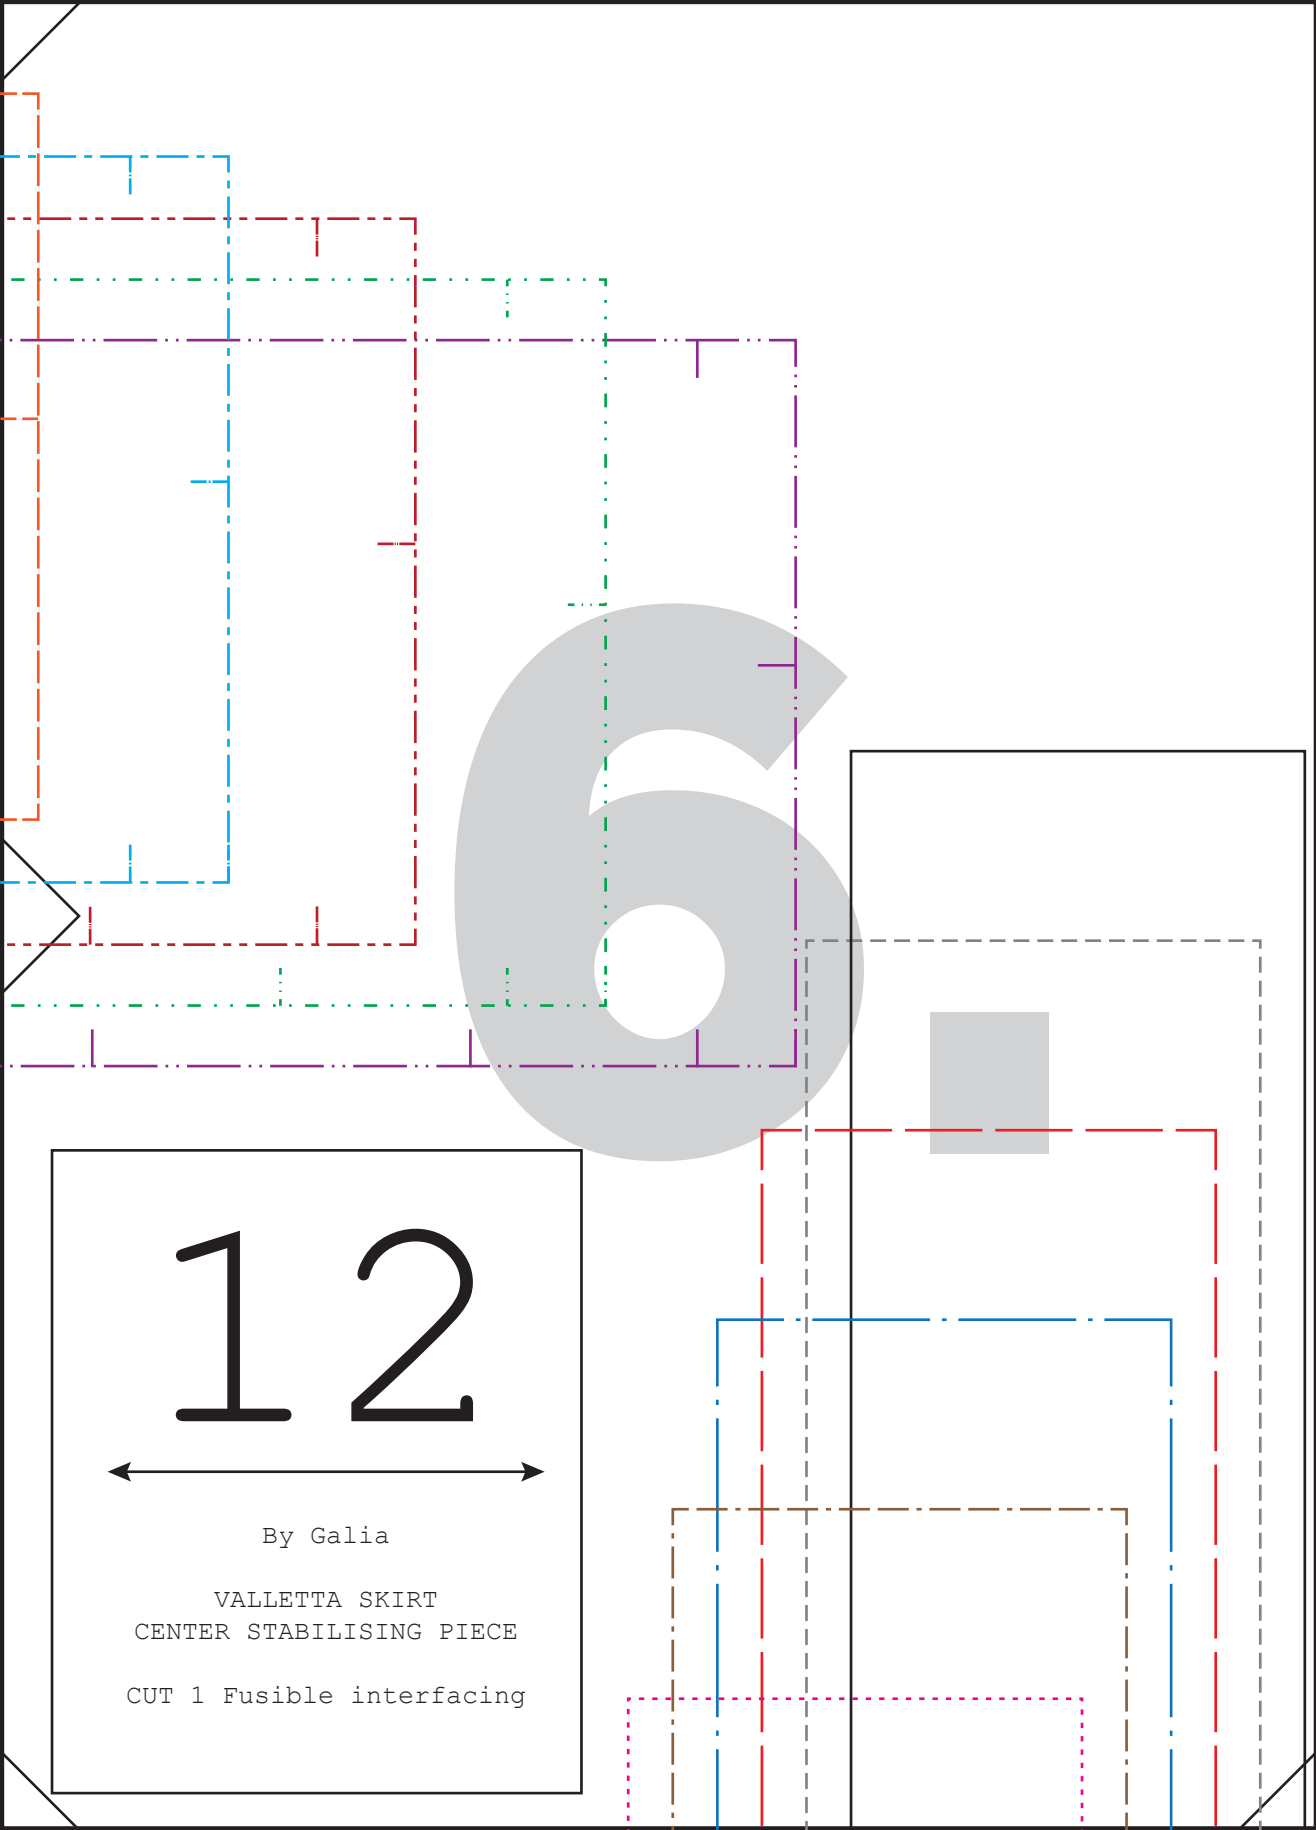 6.
12
By Galia
VALLETTA SKIRT
CENTER STABILISING PIECE
CUT 1 Fusible interfacing